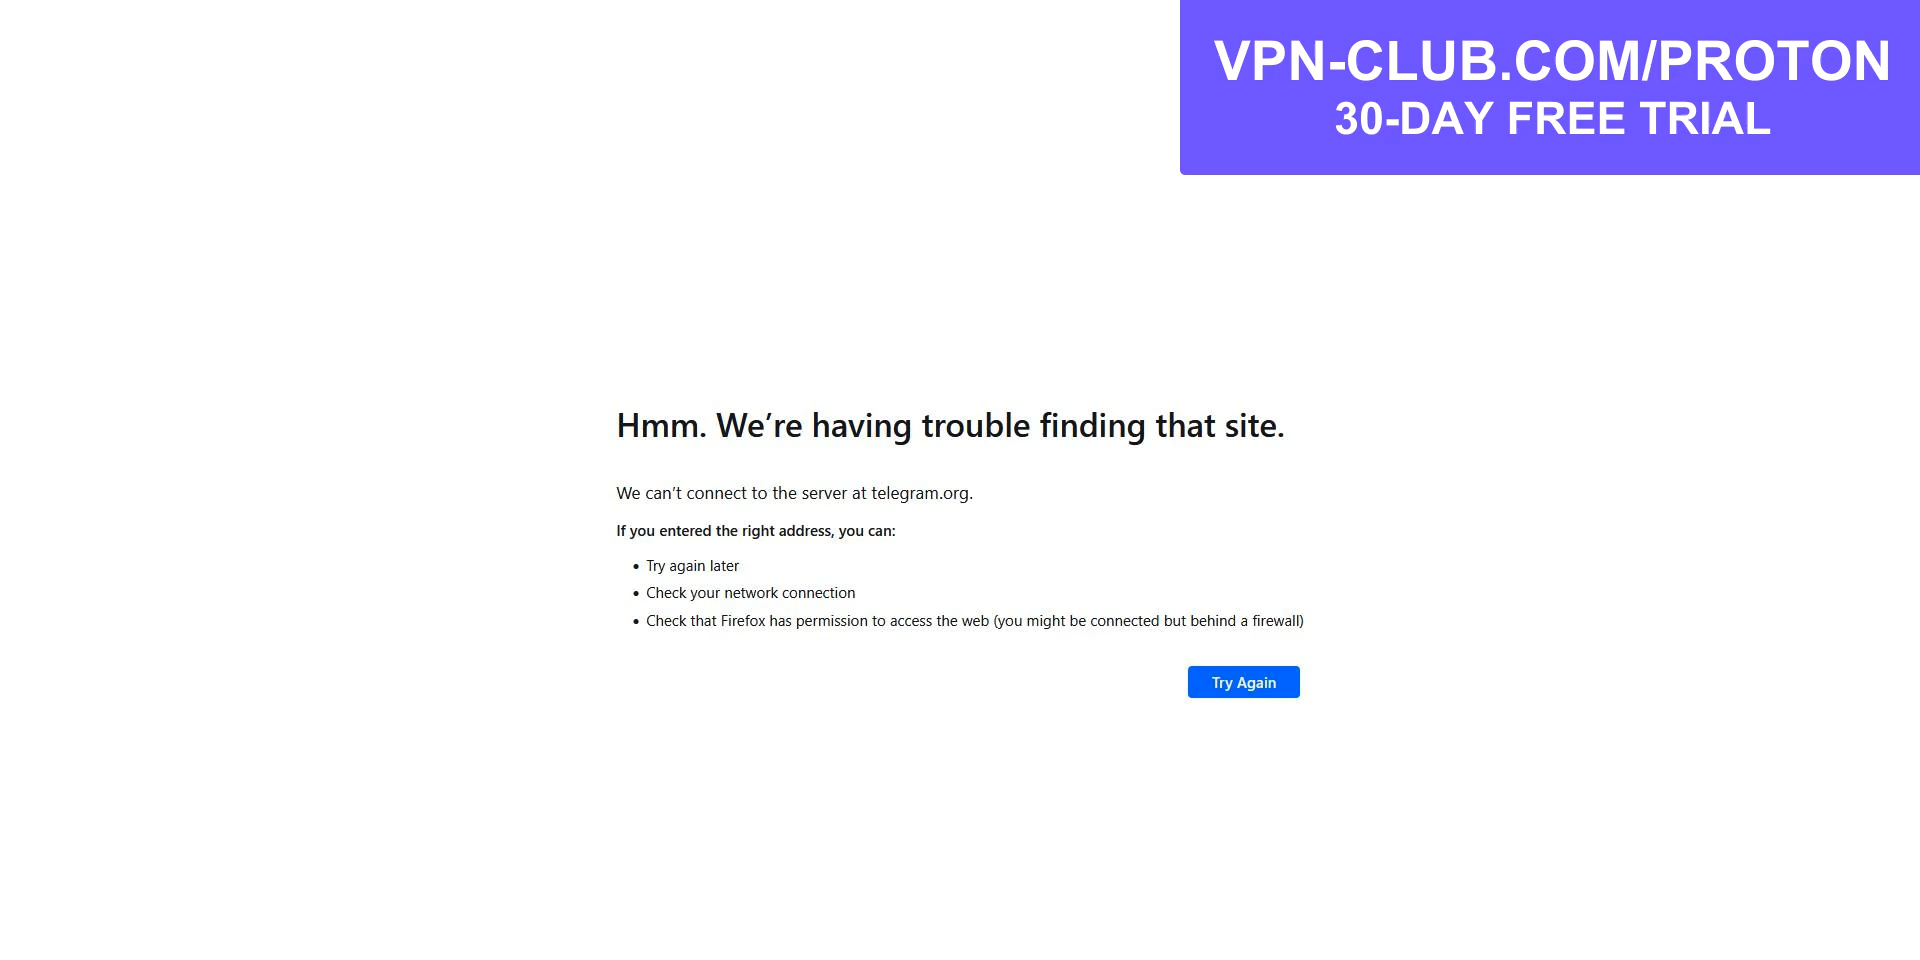 VPN-CLUB.COM/PROTON
30-DAY FREE TRIAL
Hmm. We’re having trouble finding that site.
We can’t connect to the server at telegram.org.
If you entered the right address, you can:
• Try again later
• Check your network connection
• Check that Firefox has permission to access the web (you might be connected but behind a firewall)
Try Again